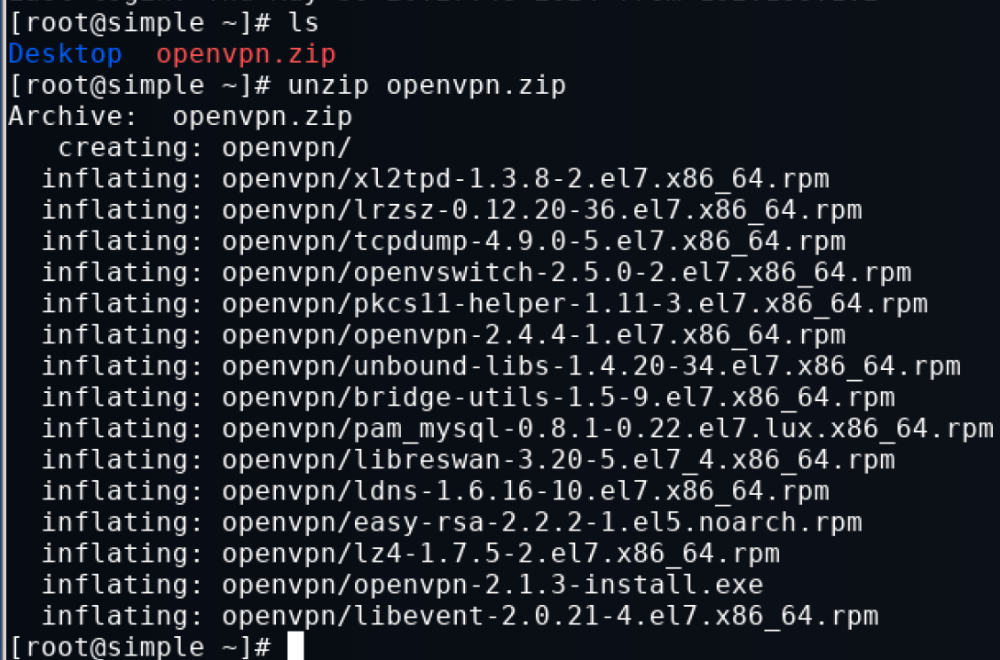 [root@simple ~]# ls
Desktop  openvpn.zip
[root@simple ~]# unzip openvpn.zip
Archive:  openvpn.zip
   creating: openvpn/
  inflating: openvpn/xl2tpd-1.3.8-2.el7.x86_64.rpm
  inflating: openvpn/lrzsz-0.12.20-36.el7.x86_64.rpm
  inflating: openvpn/tcpdump-4.9.0-5.el7.x86_64.rpm
  inflating: openvpn/openvswitch-2.5.0-2.el7.x86_64.rpm
  inflating: openvpn/pkcs11-helper-1.11-3.el7.x86_64.rpm
  inflating: openvpn/openvpn-2.4.4-1.el7.x86_64.rpm
  inflating: openvpn/unbound-libs-1.4.20-34.el7.x86_64.rpm
  inflating: openvpn/bridge-utils-1.5-9.el7.x86_64.rpm
  inflating: openvpn/pam_mysql-0.8.1-0.22.el7.lux.x86_64.rpm
  inflating: openvpn/libreswan-3.20-5.el7_4.x86_64.rpm
  inflating: openvpn/ldns-1.6.16-10.el7.x86_64.rpm
  inflating: openvpn/easy-rsa-2.2.2-1.el5.noarch.rpm
  inflating: openvpn/lz4-1.7.5-2.el7.x86_64.rpm
  inflating: openvpn/openvpn-2.1.3-install.exe
  inflating: openvpn/libevent-2.0.21-4.el7.x86_64.rpm
[root@simple ~]#